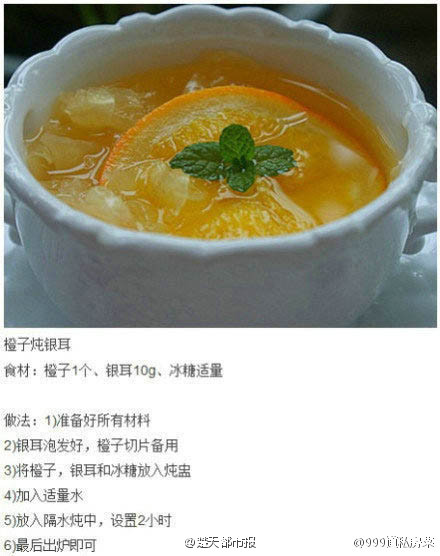 橙子炖银耳
食材：橙子1个、银耳10g、冰糖适量
做法：1)准备好所有材料
2)银耳泡发好，橙子切片备用
3)将橙子，银耳和冰糖放入炖盅
4)加入适量水
5)放入隔水炖中，设置2小时
6)最后出炉即可
@楚天都市报